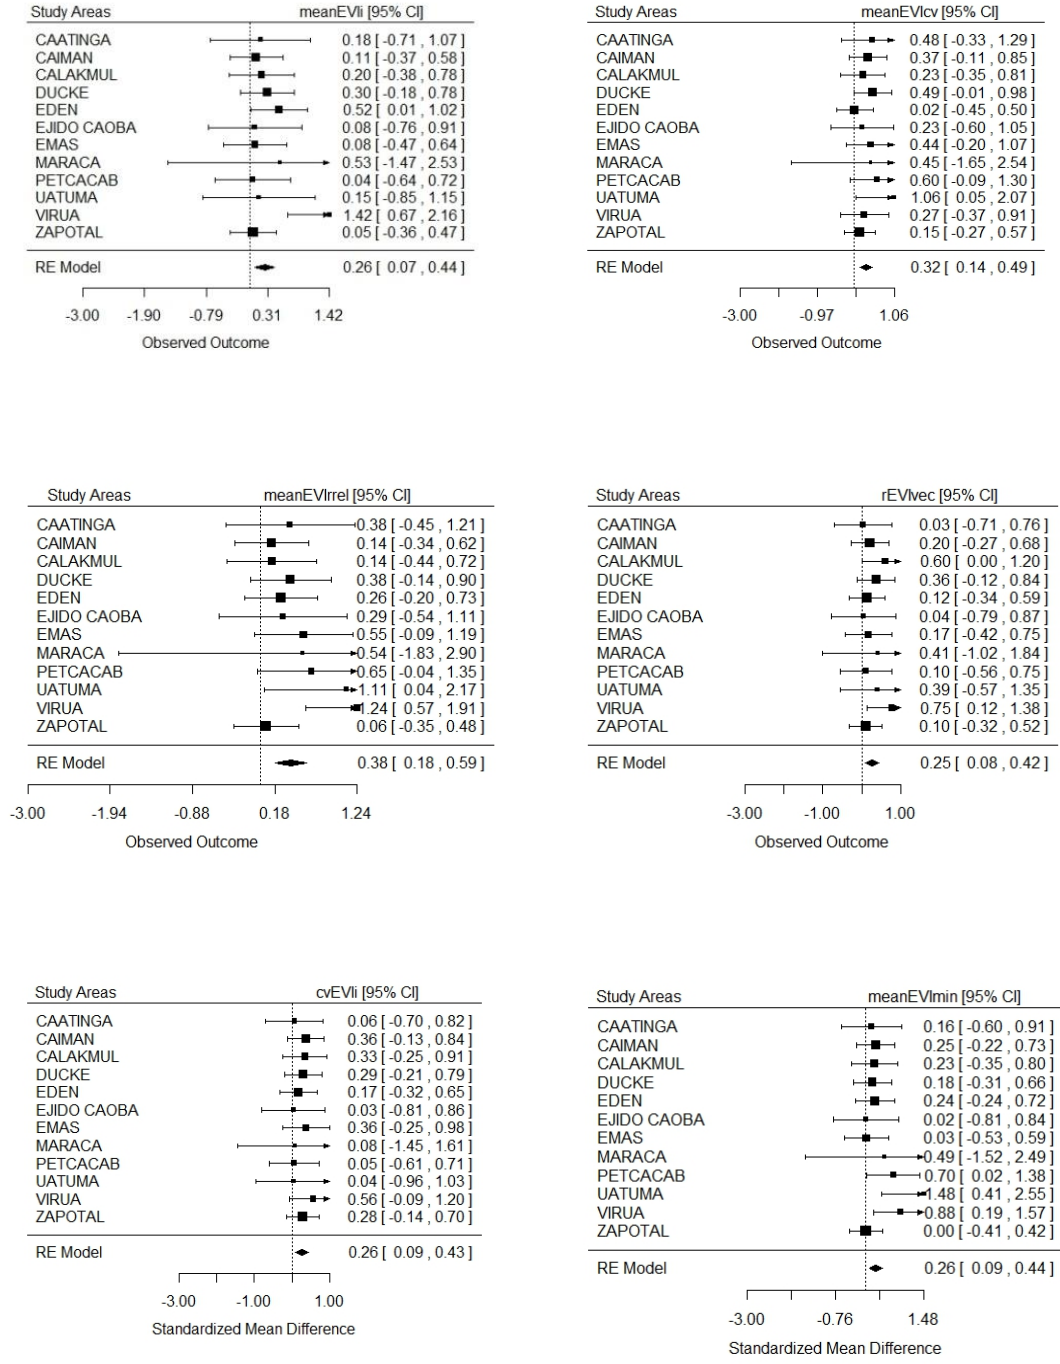 Study Areas meanEVIi [95% CI]
CAATINGA 0.18 [ -0.71 , 1.07 ]
CAIMAN 0.11 [ -0.37 , 0.58 ]
CALAKMUL 0.20 [ -0.38 , 0.78 ]
DUCKE 0.30 [ -0.18 , 0.78 ]
EDEN 0.52 [ 0.01 , 1.02 ]
EJIDO CAOBA 0.08 [ -0.76 , 0.91 ]
EMAS 0.08 [ -0.47 , 0.64 ]
MARACA 0.53 [ -1.47 , 2.53 ]
PETCACAB 0.04 [ -0.64 , 0.72 ]
UATUMA 0.15 [ -0.85 , 1.15 ]
VIRUA 1.42 [ 0.67 , 2.16 ]
ZAPOTAL 0.05 [ -0.36 , 0.47 ]
RE Model 0.26 [ 0.07 , 0.44 ]
-3.00 -1.90 -0.79 0.31 1.42
Observed Outcome
Study Areas meanEVIcv [95% CI]
CAATINGA 0.48 [ -0.33 , 1.29 ]
CAIMAN 0.37 [ -0.11 , 0.85 ]
CALAKMUL 0.23 [ -0.35 , 0.81 ]
DUCKE 0.49 [ -0.01 , 0.98 ]
EDEN 0.02 [ -0.45 , 0.50 ]
EJIDO CAOBA 0.23 [ -0.60 , 1.05 ]
EMAS 0.44 [ -0.20 , 1.07 ]
MARACA 0.45 [ -1.65 , 2.54 ]
PETCACAB 0.60 [ -0.09 , 1.30 ]
UATUMA 1.06 [ 0.05 , 2.07 ]
VIRUA 0.27 [ -0.37 , 0.91 ]
ZAPOTAL 0.15 [ -0.27 , 0.57 ]
RE Model 0.32 [ 0.14 , 0.49 ]
-3.00 -0.97 1.06
Observed Outcome
Study Areas meanEVIrrel [95% CI]
CAATINGA 0.38 [ -0.45 , 1.21 ]
CAIMAN 0.14 [ -0.34 , 0.62 ]
CALAKMUL 0.14 [ -0.44 , 0.72 ]
DUCKE 0.38 [ -0.14 , 0.90 ]
EDEN 0.26 [ -0.20 , 0.73 ]
EJIDO CAOBA 0.29 [ -0.54 , 1.11 ]
EMAS 0.55 [ -0.09 , 1.19 ]
MARACA 0.54 [ -1.83 , 2.90 ]
PETCACAB 0.65 [ -0.04 , 1.35 ]
UATUMA 1.11 [ 0.04 , 2.17 ]
VIRUA 1.24 [ 0.57 , 1.91 ]
ZAPOTAL 0.06 [ -0.35 , 0.48 ]
RE Model 0.38 [ 0.18 , 0.59 ]
-3.00 -1.94 -0.88 0.18 1.24
Observed Outcome
Study Areas rEVIvec [95% CI]
CAATINGA 0.03 [ -0.71 , 0.76 ]
CAIMAN 0.20 [ -0.27 , 0.68 ]
CALAKMUL 0.60 [ 0.00 , 1.20 ]
DUCKE 0.36 [ -0.12 , 0.84 ]
EDEN 0.12 [ -0.34 , 0.59 ]
EJIDO CAOBA 0.04 [ -0.79 , 0.87 ]
EMAS 0.17 [ -0.42 , 0.75 ]
MARACA 0.41 [ -1.02 , 1.84 ]
PETCACAB 0.10 [ -0.56 , 0.75 ]
UATUMA 0.39 [ -0.57 , 1.35 ]
VIRUA 0.75 [ 0.12 , 1.38 ]
ZAPOTAL 0.10 [ -0.32 , 0.52 ]
RE Model 0.25 [ 0.08 , 0.42 ]
-3.00 -1.00 1.00
Observed Outcome
Study Areas cvEVIi [95% CI]
CAATINGA 0.06 [ -0.70 , 0.82 ]
CAIMAN 0.36 [ -0.13 , 0.84 ]
CALAKMUL 0.33 [ -0.25 , 0.91 ]
DUCKE 0.29 [ -0.21 , 0.79 ]
EDEN 0.17 [ -0.32 , 0.65 ]
EJIDO CAOBA 0.03 [ -0.81 , 0.86 ]
EMAS 0.36 [ -0.25 , 0.98 ]
MARACA 0.08 [ -1.45 , 1.61 ]
PETCACAB 0.05 [ -0.61 , 0.71 ]
UATUMA 0.04 [ -0.96 , 1.03 ]
VIRUA 0.56 [ -0.09 , 1.20 ]
ZAPOTAL 0.28 [ -0.14 , 0.70 ]
RE Model 0.26 [ 0.09 , 0.43 ]
-3.00 -1.00 1.00
Standardized Mean Difference
Study Areas meanEVImin [95% CI]
CAATINGA 0.16 [ -0.60 , 0.91 ]
CAIMAN 0.25 [ -0.22 , 0.73 ]
CALAKMUL 0.23 [ -0.35 , 0.80 ]
DUCKE 0.18 [ -0.31 , 0.66 ]
EDEN 0.24 [ -0.24 , 0.72 ]
EJIDO CAOBA 0.02 [ -0.81 , 0.84 ]
EMAS 0.03 [ -0.53 , 0.59 ]
MARACA 0.49 [ -1.52 , 2.49 ]
PETCACAB 0.70 [ 0.02 , 1.38 ]
UATUMA 1.48 [ 0.41 , 2.55 ]
VIRUA 0.88 [ 0.19 , 1.57 ]
ZAPOTAL 0.00 [ -0.41 , 0.42 ]
RE Model 0.26 [ 0.09 , 0.44 ]
-3.00 -0.76 1.48
Standardized Mean Difference